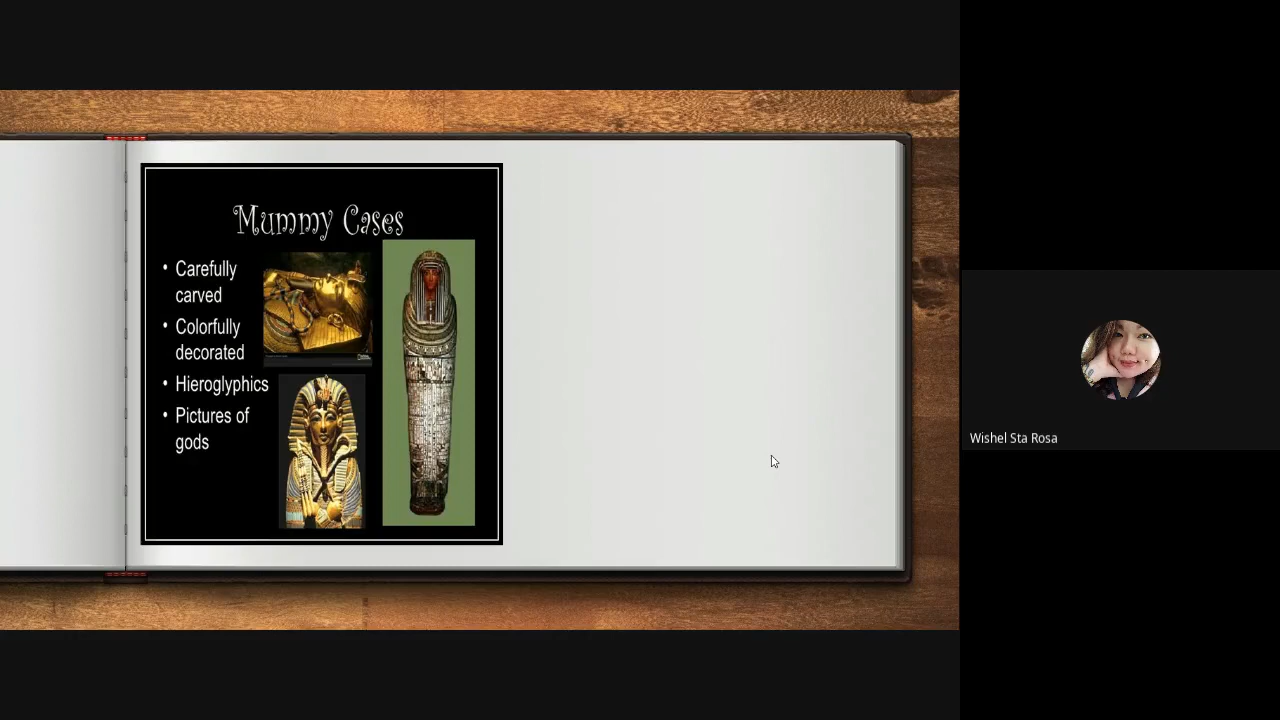 Mummy Cases
• Carefully
carved
• Colorfully
decorated
• Hieroglyphics
• Pictures of
gods
Wishel Sta Rosa